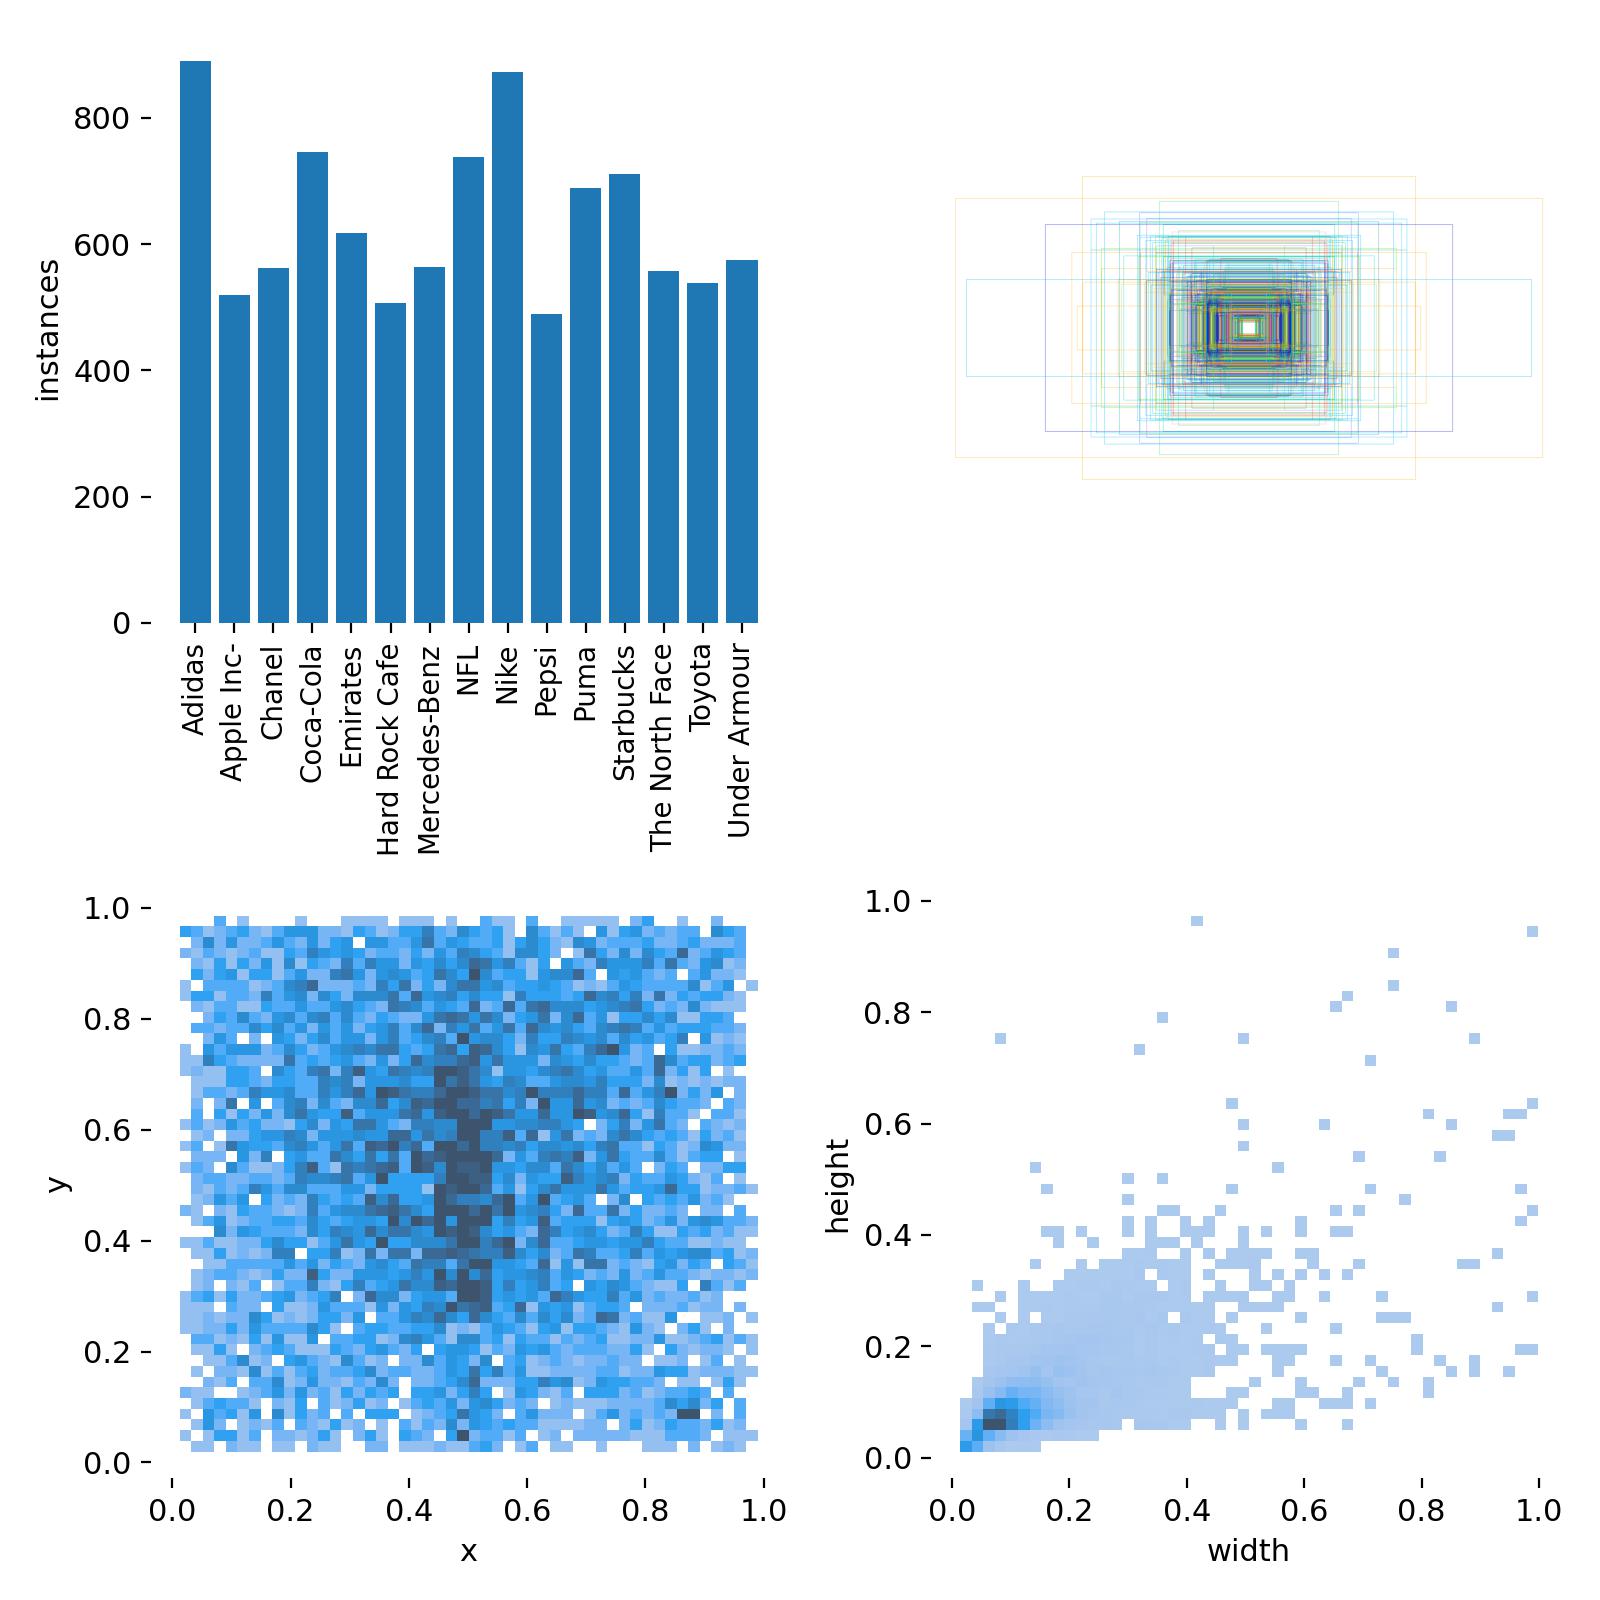 800
600
400
200
0
instances
Adidas
Apple Inc-
Chanel
Coca-Cola
Emirates
Hard Rock Cafe
Mercedes-Benz
NFL
Nike
Pepsi
Puma
Starbucks
The North Face
Toyota
Under Armour
1.0
0.8
0.6
0.4
0.2
0.0
y
0.0 0.2 0.4 0.6 0.8 1.0
x
1.0
0.8
0.6
0.4
0.2
0.0
height
0.0 0.2 0.4 0.6 0.8 1.0
width